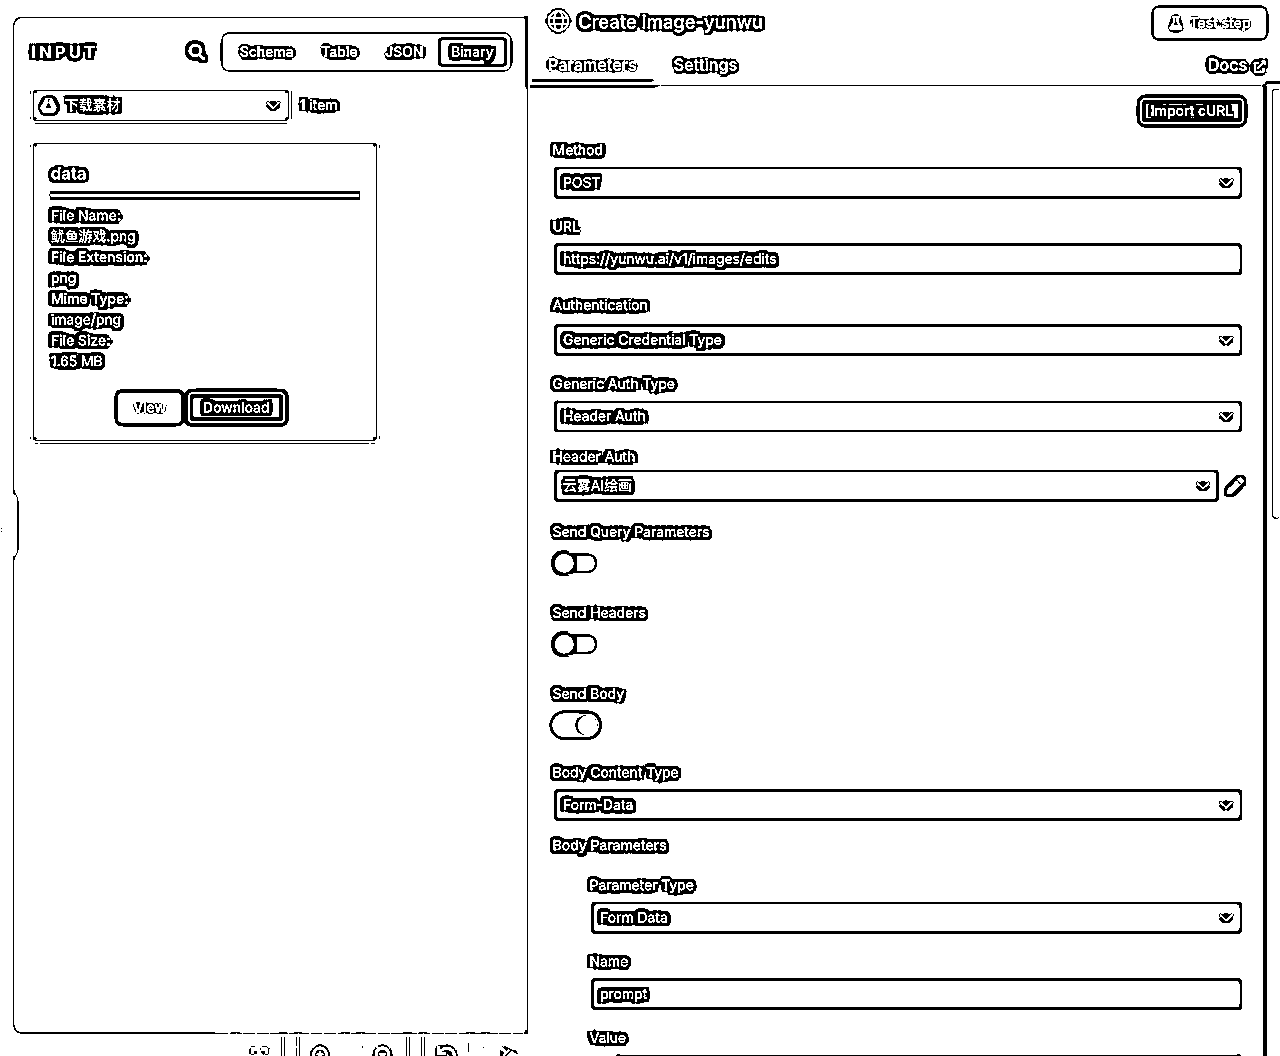 INPUT
Schema
Table
JSON
Binary
下载素材
1 item
data
File Name:
鱿鱼游戏.png
File Extension:
png
Mime Type:
image/png
File Size:
1.65 MB
View
Download
Create Image-yunwu
Test step
Parameters
Settings
Docs
Import cURL
Method
POST
URL
https://yunwu.ai/v1/images/edits
Authentication
Generic Credential Type
Generic Auth Type
Header Auth
Header Auth
云雾AI绘画
Send Query Parameters
Send Headers
Send Body
Body Content Type
Form-Data
Body Parameters
Parameter Type
Form Data
Name
prompt
Value